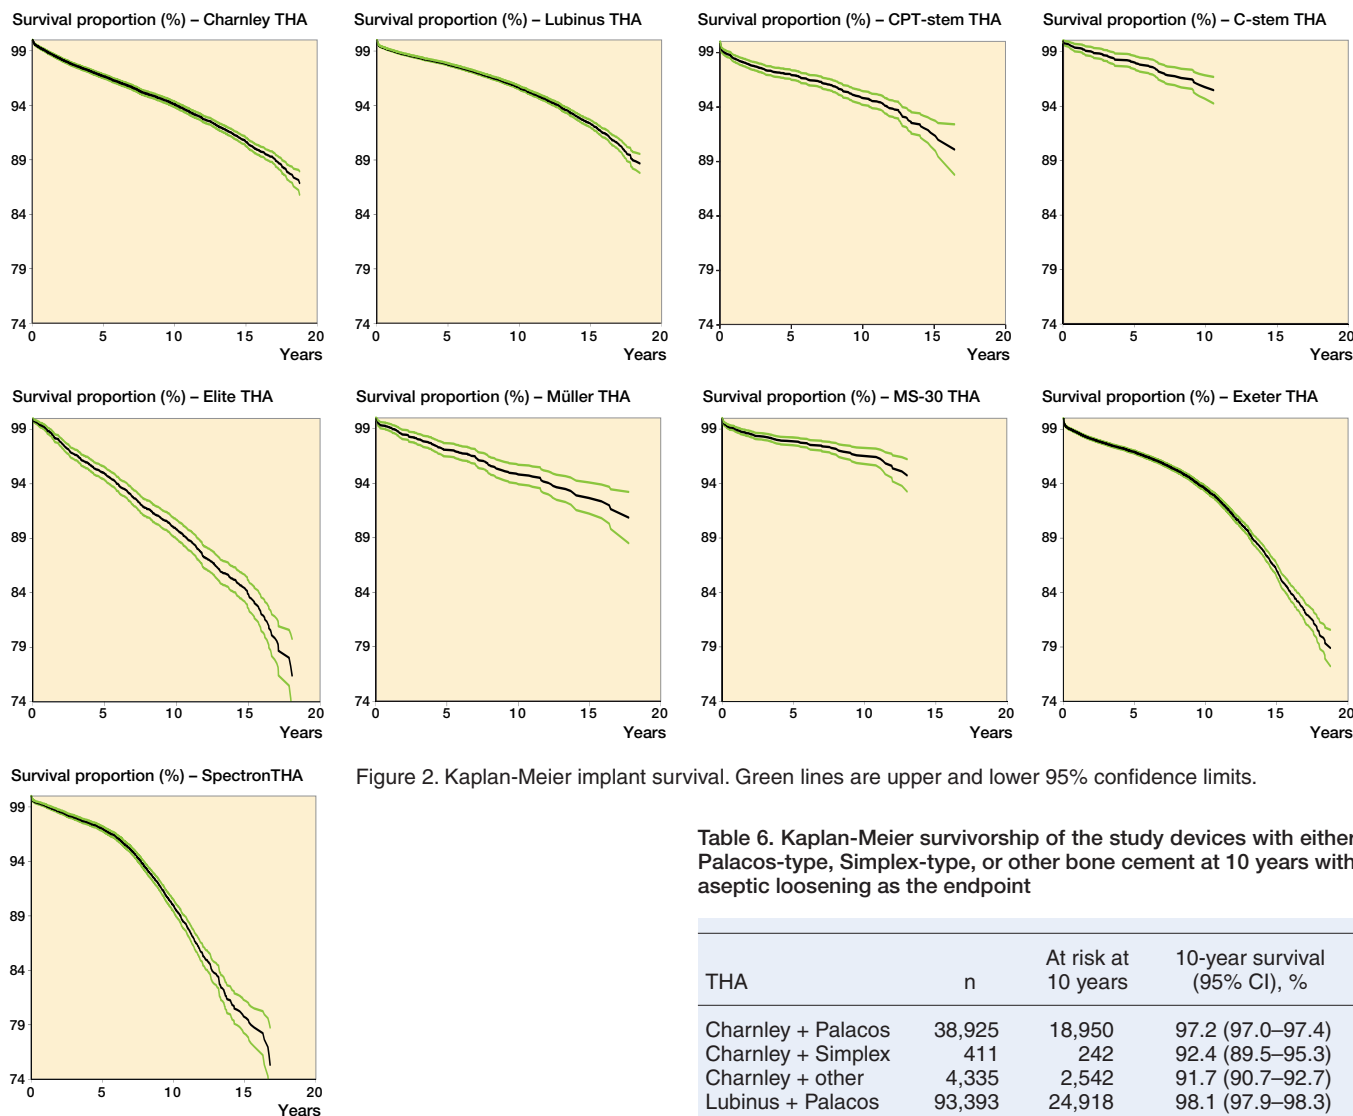 Survival proportion (%) – Charnley THA
99
94
89
84
79
74
0 5 10 15 20
Years
Survival proportion (%) – Lubinus THA
99
94
89
84
79
74
0 5 10 15 20
Years
Survival proportion (%) – CPT-stem THA
99
94
89
84
79
74
0 5 10 15 20
Years
Survival proportion (%) – C-stem THA
99
94
89
84
79
74
0 5 10 15 20
Years
Survival proportion (%) – Elite THA
99
94
89
84
79
74
0 5 10 15 20
Years
Survival proportion (%) – Müller THA
99
94
89
84
79
74
0 5 10 15 20
Years
Survival proportion (%) – MS-30 THA
99
94
89
84
79
74
0 5 10 15 20
Years
Survival proportion (%) – Exeter THA
99
94
89
84
79
74
0 5 10 15 20
Years
Survival proportion (%) – SpectronTHA
99
94
89
84
79
74
0 5 10 15 20
Years
Figure 2. Kaplan-Meier implant survival. Green lines are upper and lower 95% confidence limits.
Table 6. Kaplan-Meier survivorship of the study devices with either
Palacos-type, Simplex-type, or other bone cement at 10 years with
aseptic loosening as the endpoint
At risk at 10-year survival
THA n 10 years (95% CI), %
Charnley + Palacos 38,925 18,950 97.2 (97.0–97.4)
Charnley + Simplex 411 242 92.4 (89.5–95.3)
Charnley + other 4,335 2,542 91.7 (90.7–92.7)
Lubinus + Palacos 93,393 24,918 98.1 (97.9–98.3)